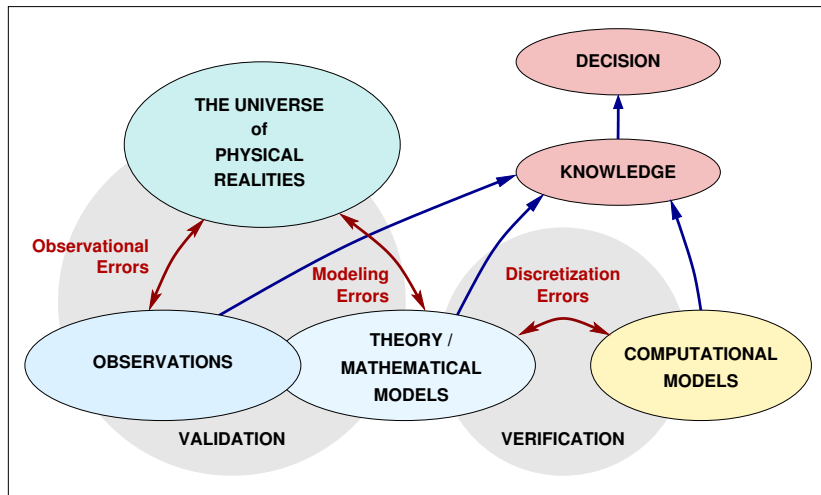 DECISION
THE UNIVERSE
of
PHYSICAL
REALITIES
KNOWLEDGE
Observational
Errors
Modeling
Errors
Discretization
Errors
OBSERVATIONS
THEORY /
MATHEMATICAL
MODELS
COMPUTATIONAL
MODELS
VALIDATION
VERIFICATION